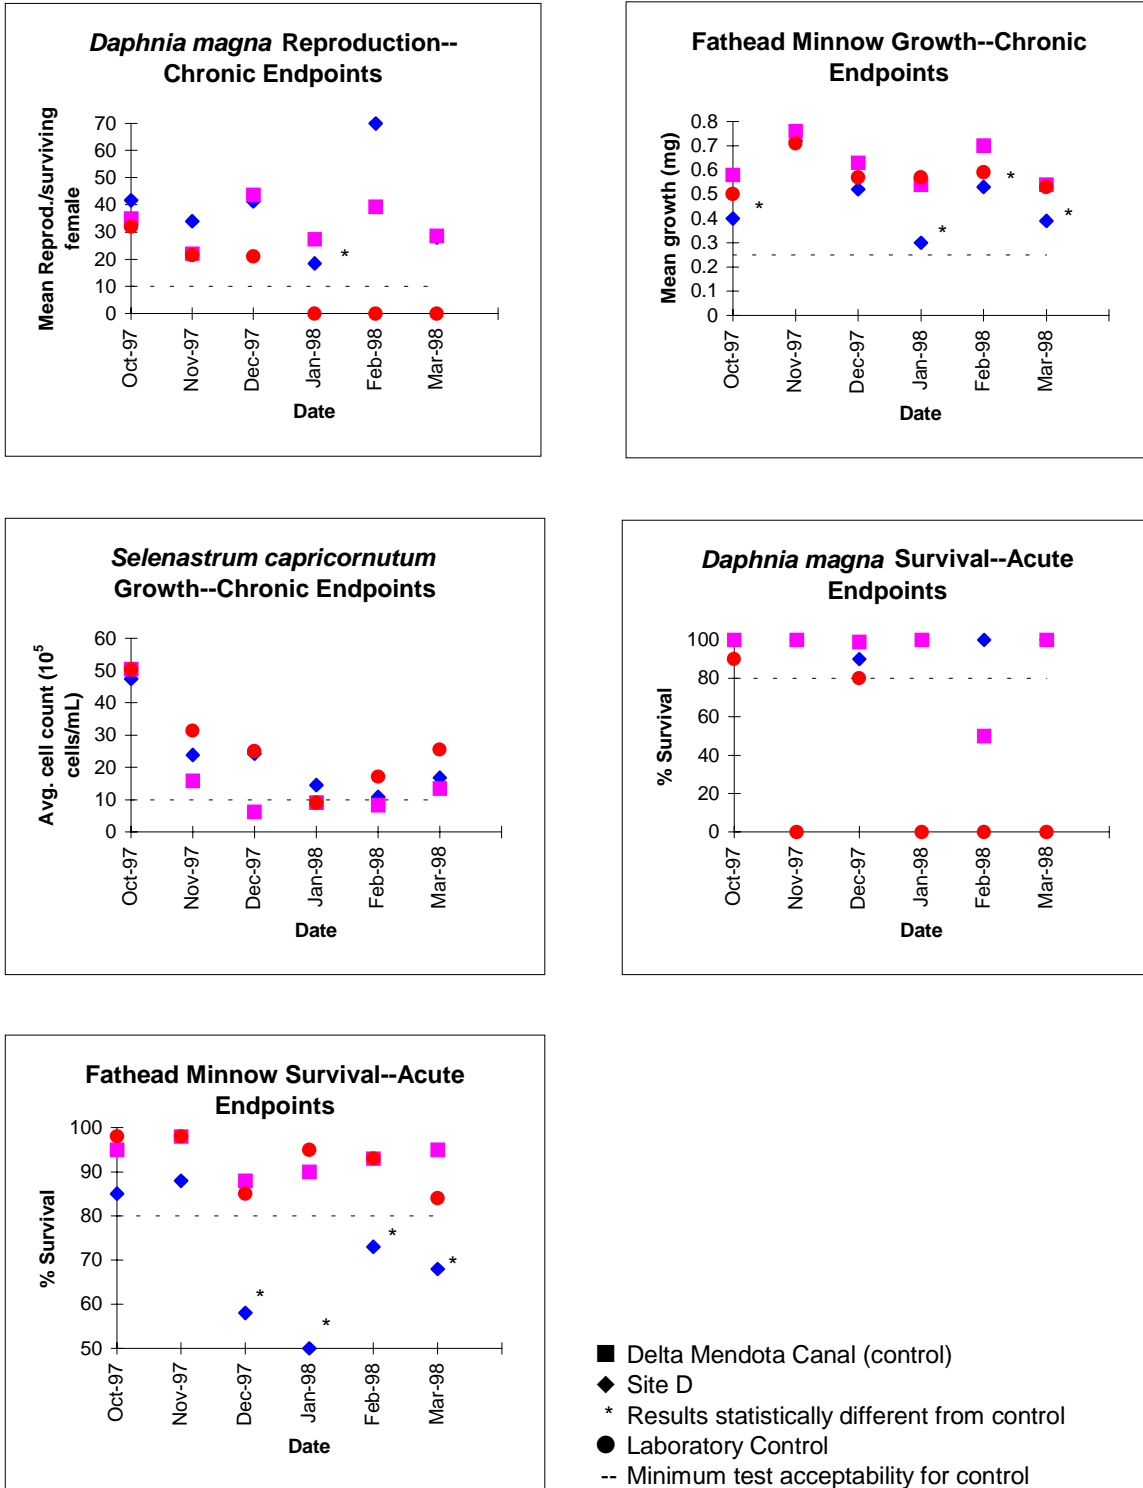 Daphnia magna Reproduction--
Chronic Endpoints
Mean Reprod./surviving
female
70
60
50
40
30
20
10
0
*
Oct-97
Nov-97
Dec-97
Jan-98
Feb-98
Mar-98
Date
Fathead Minnow Growth--Chronic
Endpoints
Mean growth (mg)
0.8
0.7
0.6
0.5
0.4
0.3
0.2
0.1
0
*
*
*
*
Oct-97
Nov-97
Dec-97
Jan-98
Feb-98
Mar-98
Date
Selenastrum capricornutum
Growth--Chronic Endpoints
Avg. cell count (10⁵
cells/mL)
60
50
40
30
20
10
0
Oct-97
Nov-97
Dec-97
Jan-98
Feb-98
Mar-98
Date
Daphnia magna Survival--Acute
Endpoints
% Survival
100
80
60
40
20
0
Oct-97
Nov-97
Dec-97
Jan-98
Feb-98
Mar-98
Date
Fathead Minnow Survival--Acute
Endpoints
% Survival
100
90
80
70
60
50
*
*
*
*
Oct-97
Nov-97
Dec-97
Jan-98
Feb-98
Mar-98
Date
Delta Mendota Canal (control)
Site D
* Results statistically different from control
Laboratory Control
-- Minimum test acceptability for control